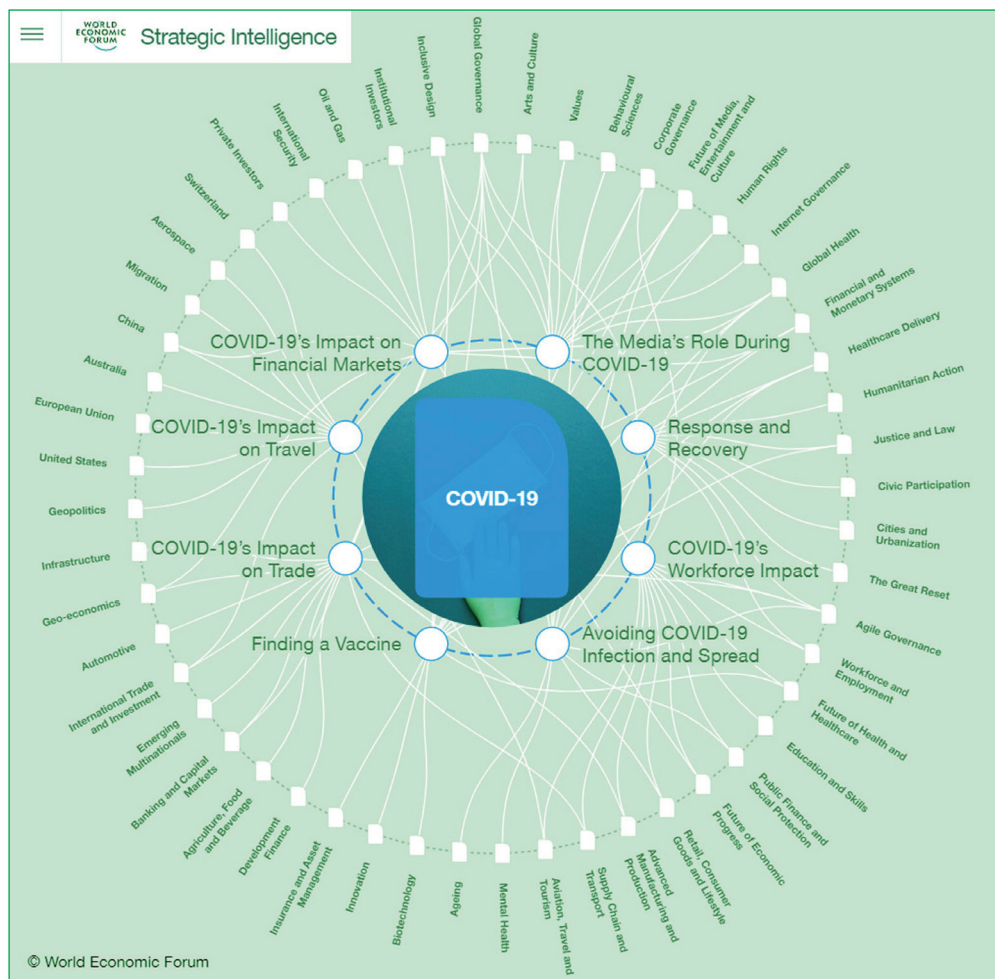 WORLD
ECONOMIC
FORUM
Strategic Intelligence
Global Governance
Arts and Culture
Values
Behavioural
Sciences
Corporate
Governance
Future of Media,
Entertainment and
Culture
Human Rights
Internet Governance
Global Health
Financial and
Monetary Systems
Healthcare Delivery
Humanitarian Action
Justice and Law
Civic Participation
Cities and
Urbanization
The Great Reset
Agile Governance
Workforce and
Employment
Future of Health and
Healthcare
Education and Skills
Public Finance and
Social Protection
Future of Economic
Progress
Retail, Consumer
Goods and Lifestyle
Advanced
Manufacturing and
Production
Supply Chain and
Transport
Aviation, Travel and
Tourism
Mental Health
Ageing
Biotechnology
Innovation
Insurance and Asset
Management
Development
Finance
Agriculture, Food
and Beverage
Banking and Capital
Markets
Emerging
Multinationals
International Trade
and Investment
Automotive
Geo-economics
Infrastructure
Geopolitics
United States
European Union
Australia
China
Migration
Aerospace
Switzerland
Private Investors
International
Security
Oil and Gas
Institutional
Investors
Inclusive Design
COVID-19's Impact on
Financial Markets
The Media's Role During
COVID-19
COVID-19's Impact
on Travel
Response and
Recovery
COVID-19
COVID-19's Impact
on Trade
COVID-19's
Workforce Impact
Finding a Vaccine
Avoiding COVID-19
Infection and Spread
© World Economic Forum